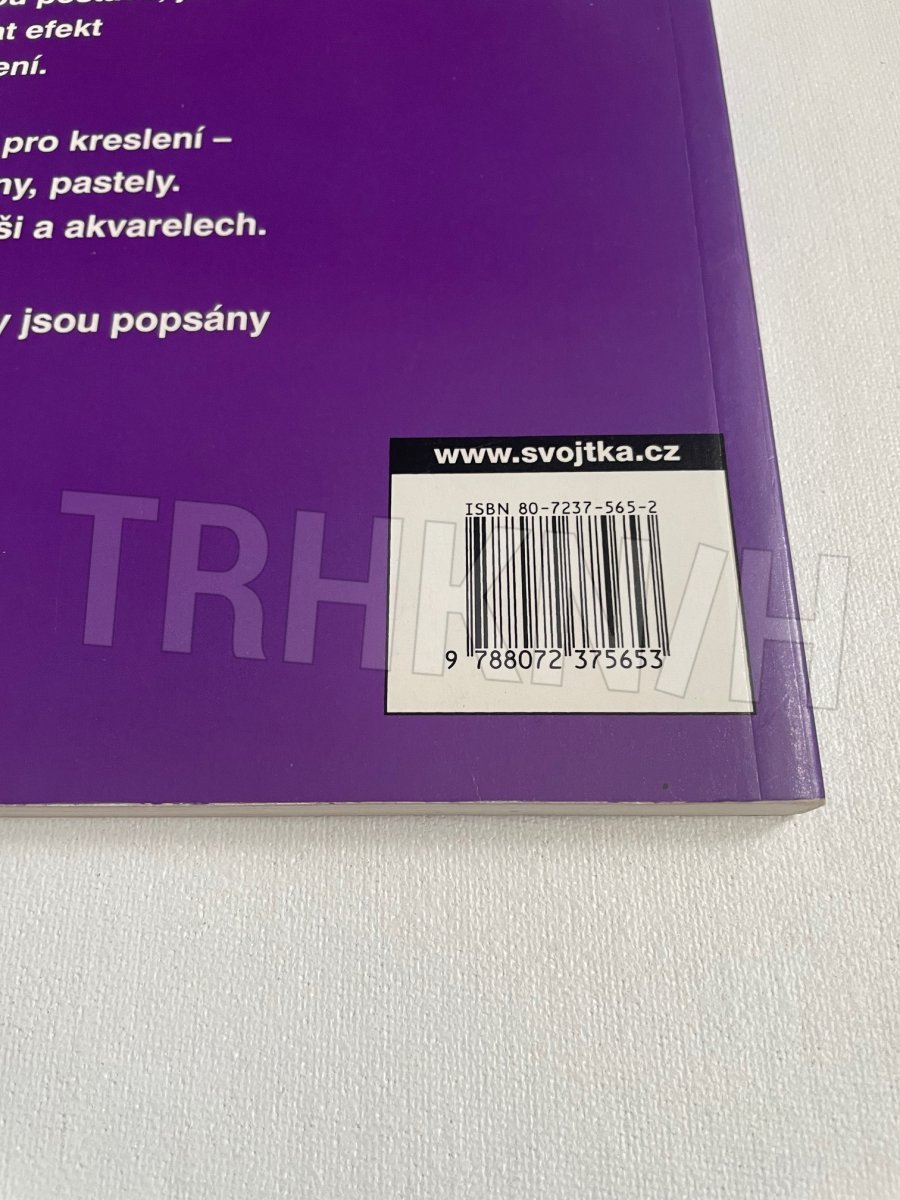 nt efekt
ení.
pro kreslení –
ny, pastely.
ši a akvarelech.
y jsou popsány
www.svojtka.cz
ISBN 80-7237-565-2
9 788072 375653
TRHKNIH